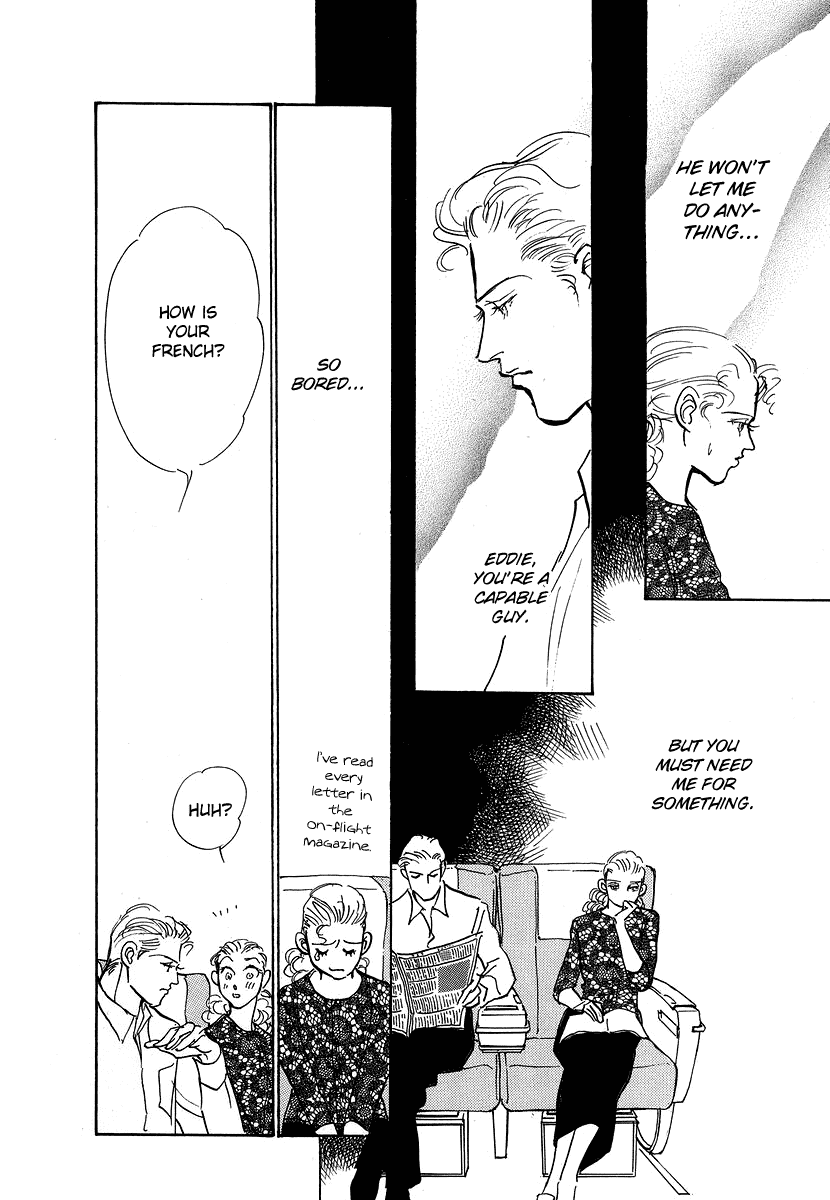 HE WON'T
LET ME
DO ANY-
THING...
EDDIE,
YOU'RE A
CAPABLE
GUY.
BUT YOU
MUST NEED
ME FOR
SOMETHING.
SO
BORED...
I've read
every
letter in
the
on-flight
magazine.
HOW IS
YOUR
FRENCH?
HUH?